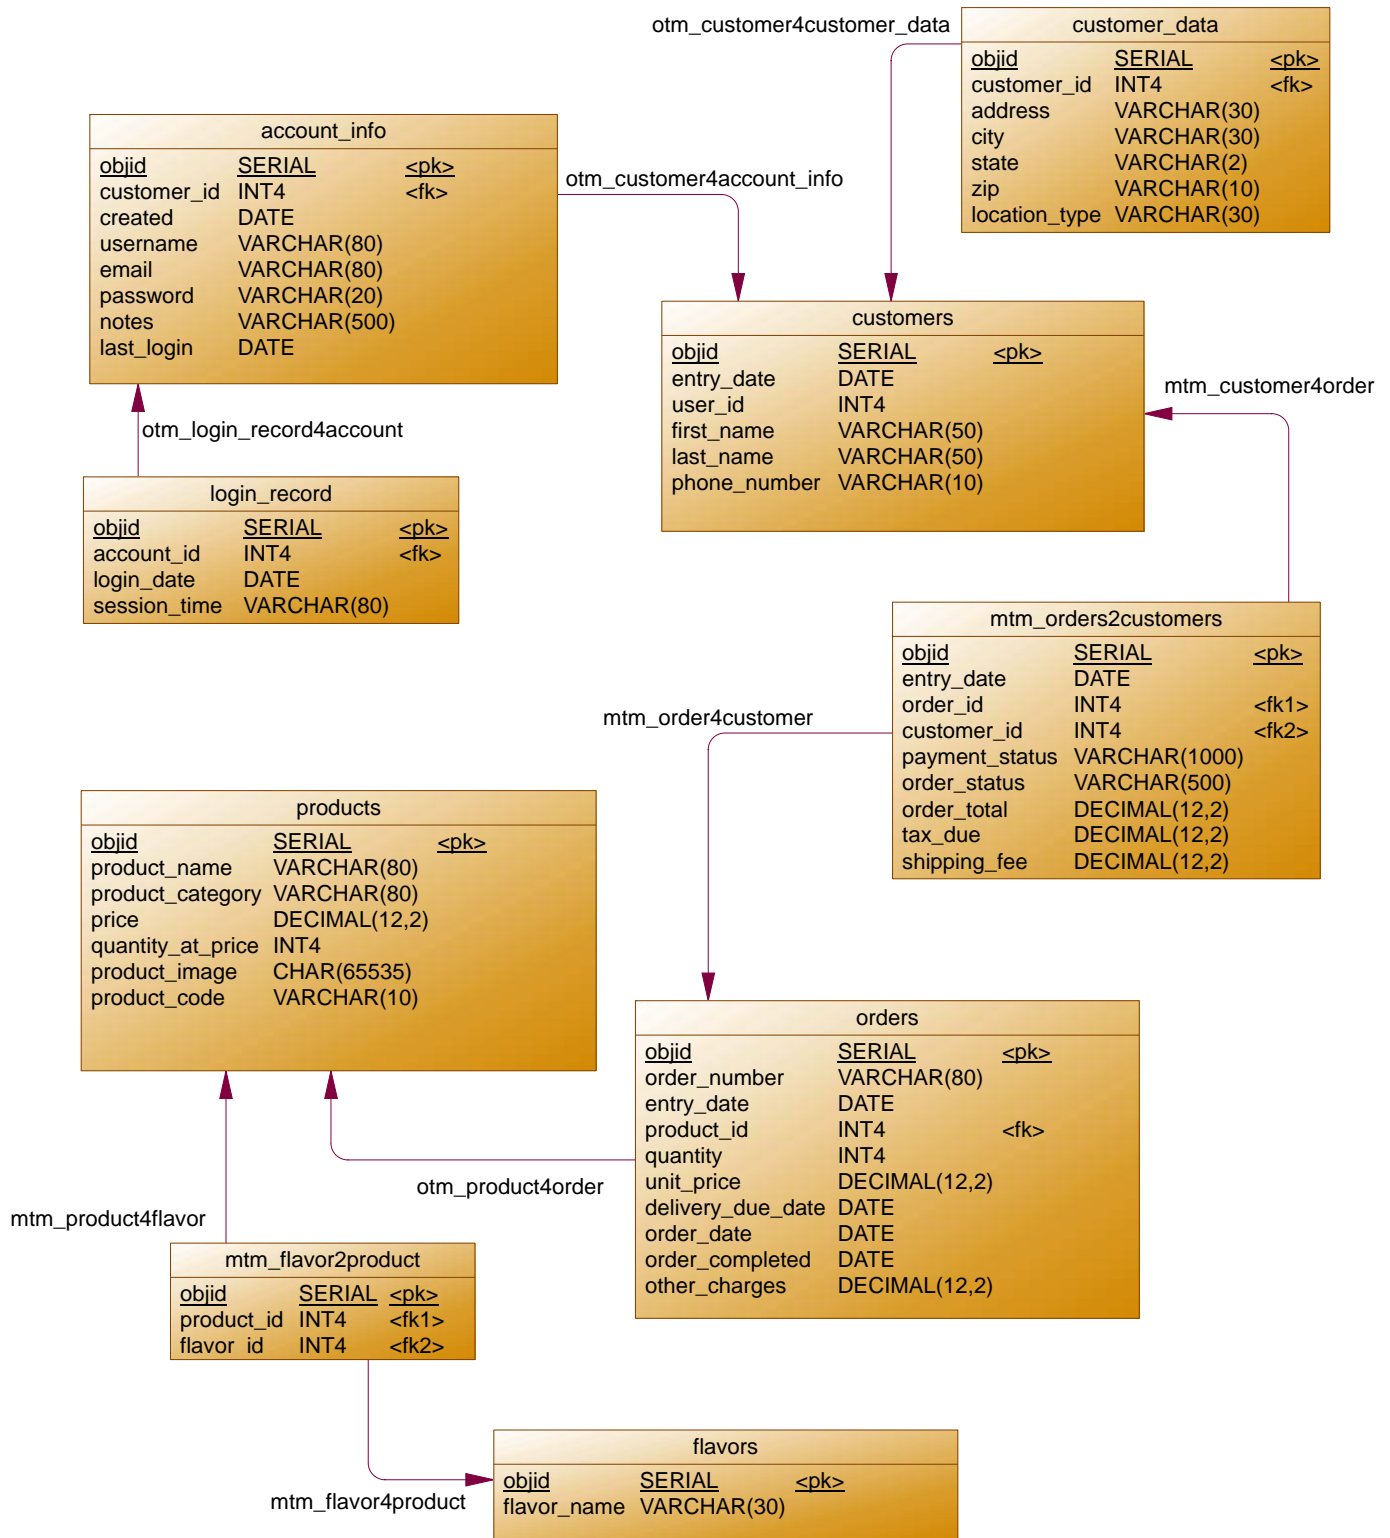 otm_customer4customer_data
customer_data
objid SERIAL <pk>
customer_id INT4 <fk>
address VARCHAR(30)
city VARCHAR(30)
state VARCHAR(2)
zip VARCHAR(10)
location_type VARCHAR(30)
account_info
objid SERIAL <pk>
customer_id INT4 <fk>
created DATE
username VARCHAR(80)
email VARCHAR(80)
password VARCHAR(20)
notes VARCHAR(500)
last_login DATE
otm_customer4account_info
customers
objid SERIAL <pk>
entry_date DATE
user_id INT4
first_name VARCHAR(50)
last_name VARCHAR(50)
phone_number VARCHAR(10)
mtm_customer4order
otm_login_record4account
login_record
objid SERIAL <pk>
account_id INT4 <fk>
login_date DATE
session_time VARCHAR(80)
mtm_orders2customers
objid SERIAL <pk>
entry_date DATE
order_id INT4 <fk1>
customer_id INT4 <fk2>
payment_status VARCHAR(1000)
order_status VARCHAR(500)
order_total DECIMAL(12,2)
tax_due DECIMAL(12,2)
shipping_fee DECIMAL(12,2)
mtm_order4customer
products
objid SERIAL <pk>
product_name VARCHAR(80)
product_category VARCHAR(80)
price DECIMAL(12,2)
quantity_at_price INT4
product_image CHAR(65535)
product_code VARCHAR(10)
orders
objid SERIAL <pk>
order_number VARCHAR(80)
entry_date DATE
product_id INT4 <fk>
quantity INT4
unit_price DECIMAL(12,2)
delivery_due_date DATE
order_date DATE
order_completed DATE
other_charges DECIMAL(12,2)
otm_product4order
mtm_product4flavor
mtm_flavor2product
objid SERIAL <pk>
product_id INT4 <fk1>
flavor_id INT4 <fk2>
mtm_flavor4product
flavors
objid SERIAL <pk>
flavor_name VARCHAR(30)